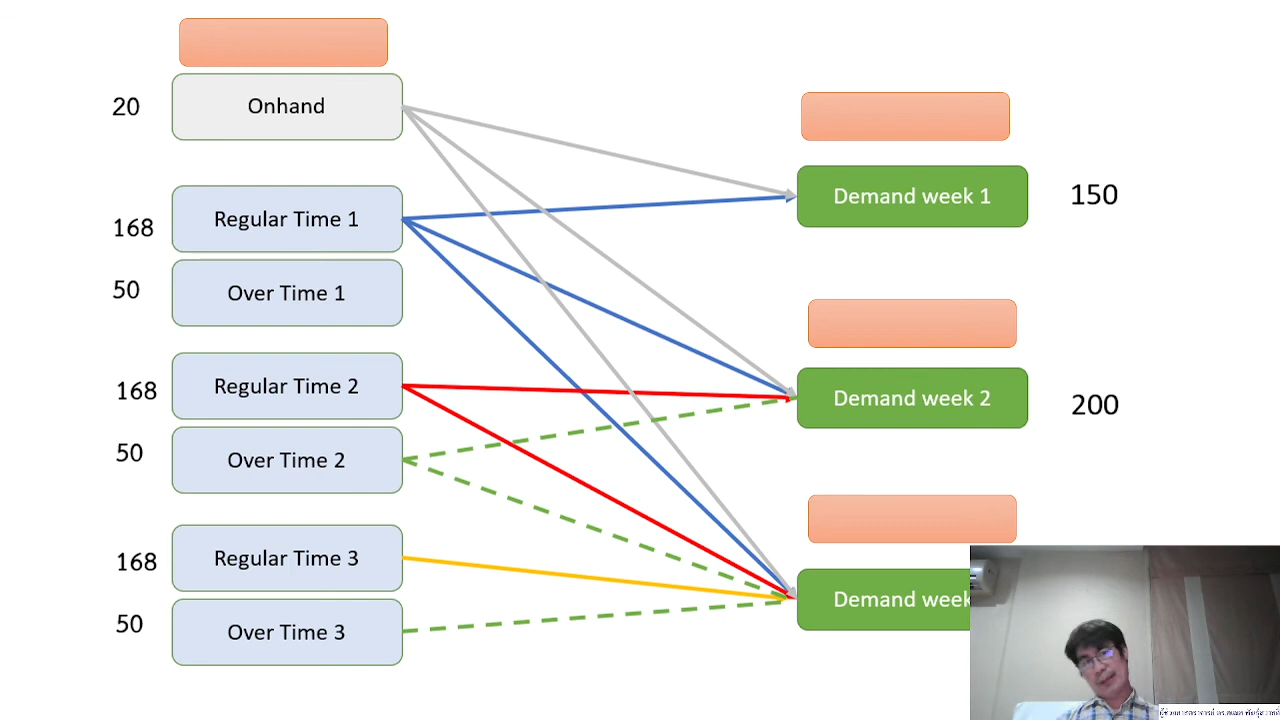 20
Onhand
168
Regular Time 1
50
Over Time 1
168
Regular Time 2
50
Over Time 2
168
Regular Time 3
50
Over Time 3
Demand week 1
150
Demand week 2
200
Demand week